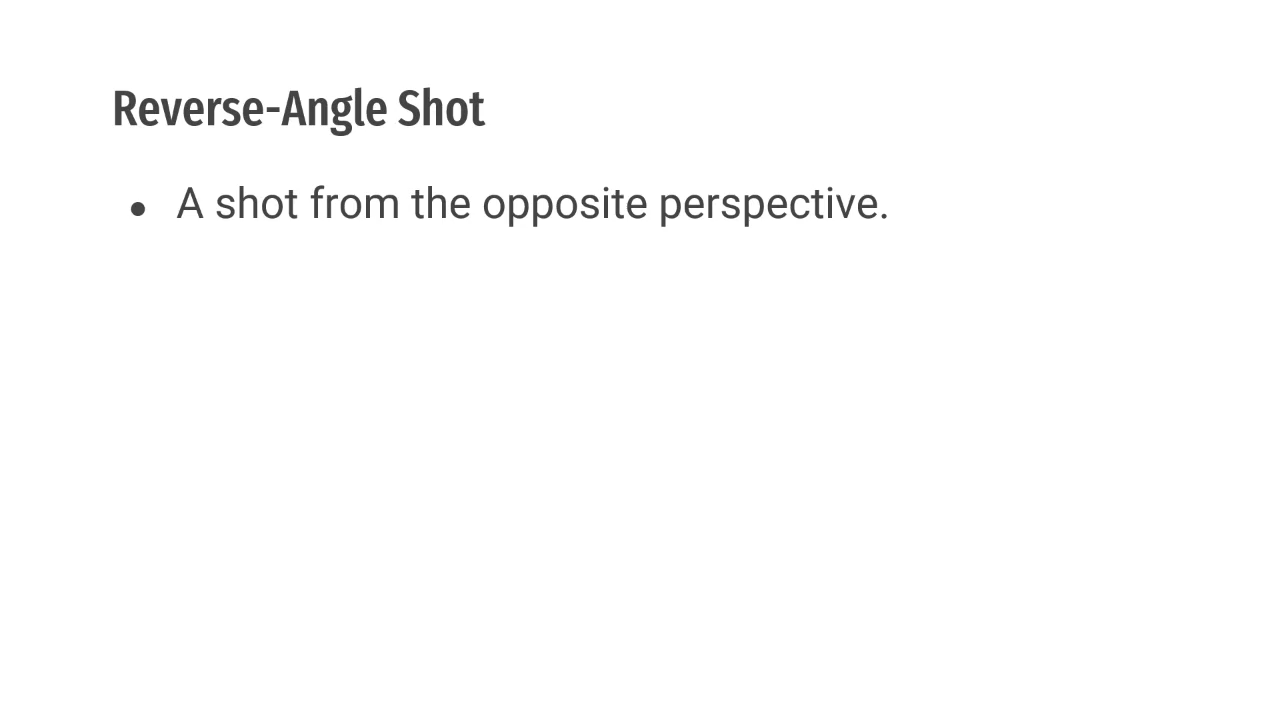 Reverse-Angle Shot
● A shot from the opposite perspective.